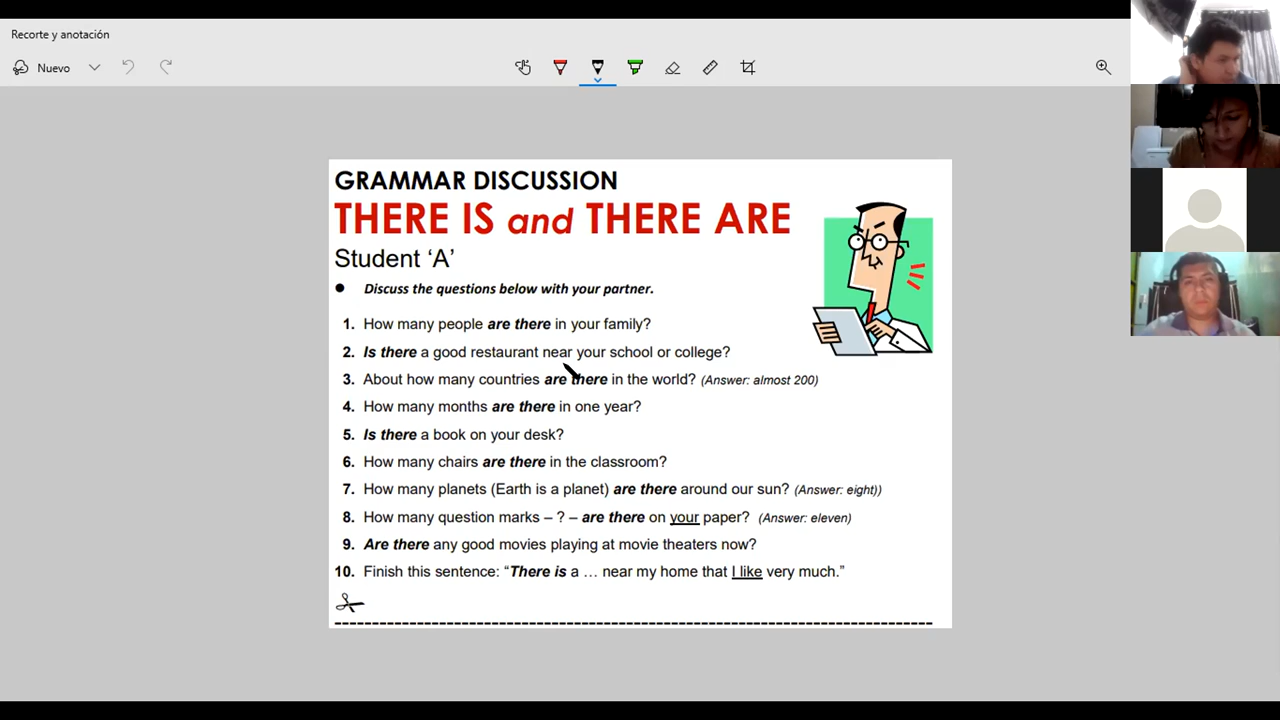 Recorte y anotación
Nuevo
GRAMMAR DISCUSSION
THERE IS and THERE ARE
Student ‘A’
● Discuss the questions below with your partner.
1. How many people are there in your family?
2. Is there a good restaurant near your school or college?
3. About how many countries are there in the world? (Answer: almost 200)
4. How many months are there in one year?
5. Is there a book on your desk?
6. How many chairs are there in the classroom?
7. How many planets (Earth is a planet) are there around our sun? (Answer: eight))
8. How many question marks – ? – are there on your paper? (Answer: eleven)
9. Are there any good movies playing at movie theaters now?
10. Finish this sentence: “There is a … near my home that I like very much.”